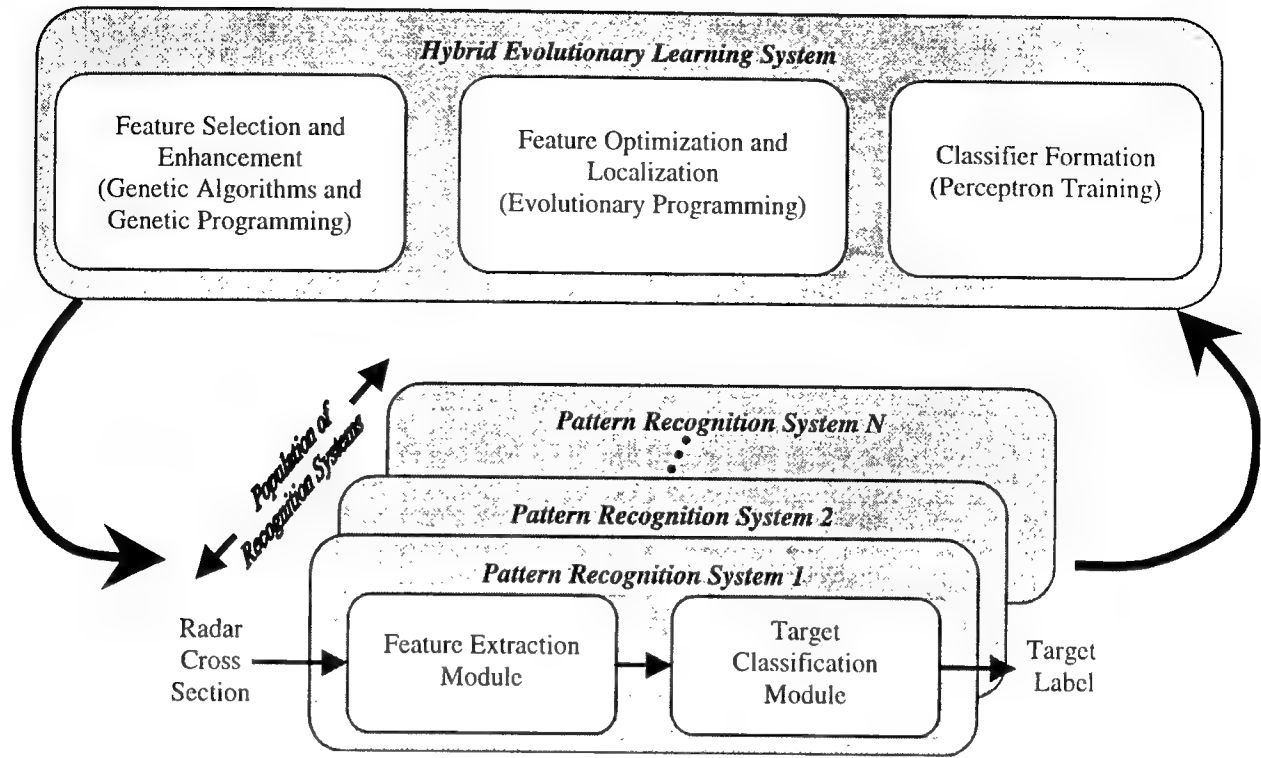 Hybrid Evolutionary Learning System
Feature Selection and
Enhancement
(Genetic Algorithms and
Genetic Programming)
Feature Optimization and
Localization
(Evolutionary Programming)
Classifier Formation
(Perceptron Training)
Population of
Recognition Systems
Pattern Recognition System N
Pattern Recognition System 2
Pattern Recognition System 1
Radar
Cross
Section
Feature Extraction
Module
Target
Classification
Module
Target
Label